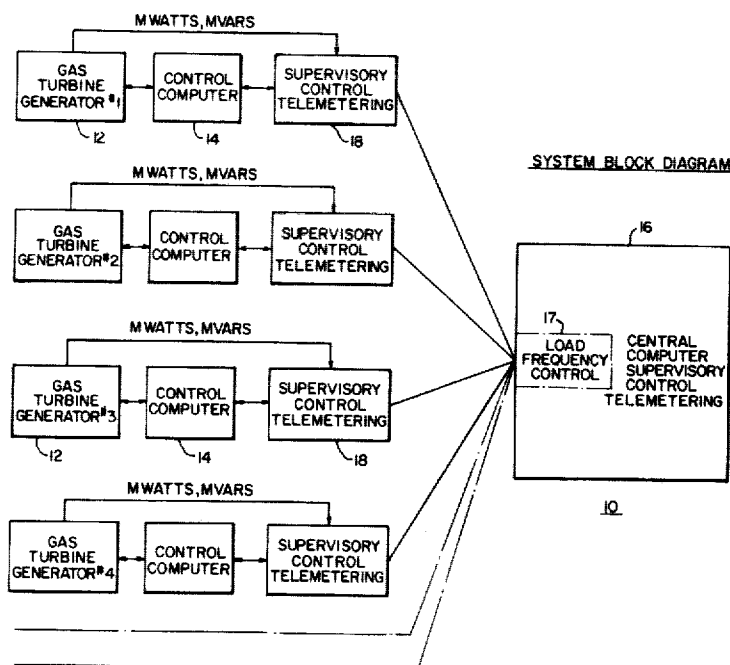 MWATTS, MVARS
GAS
TURBINE
GENERATOR #1
CONTROL
COMPUTER
SUPERVISORY
CONTROL
TELEMETERING
12
14
18
MWATTS, MVARS
GAS
TURBINE
GENERATOR #2
CONTROL
COMPUTER
SUPERVISORY
CONTROL
TELEMETERING
SYSTEM BLOCK DIAGRAM
16
17
LOAD
FREQUENCY
CONTROL
CENTRAL
COMPUTER
SUPERVISORY
CONTROL
TELEMETERING
10
MWATTS, MVARS
GAS
TURBINE
GENERATOR #3
CONTROL
COMPUTER
SUPERVISORY
CONTROL
TELEMETERING
12
14
18
MWATTS, MVARS
GAS
TURBINE
GENERATOR #4
CONTROL
COMPUTER
SUPERVISORY
CONTROL
TELEMETERING